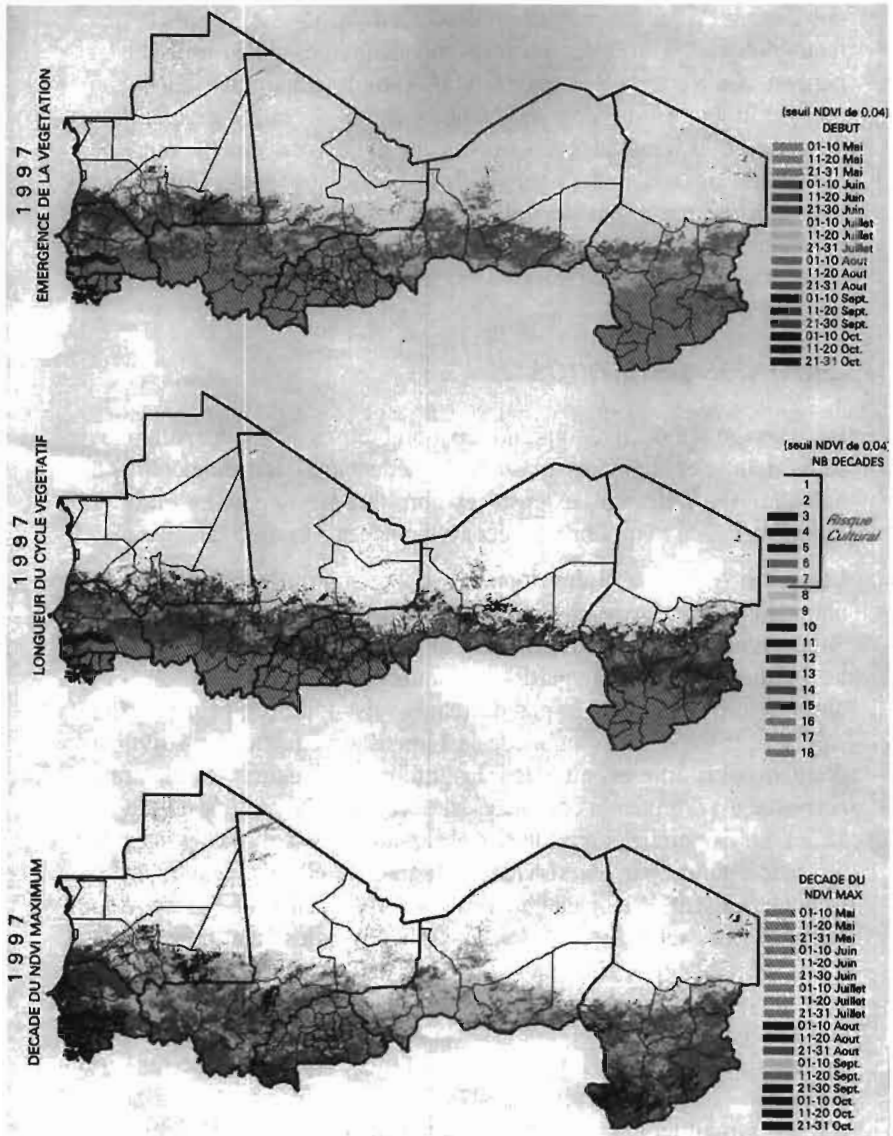 1997
EMERGENCE DE LA VEGETATION
(seuil NDVI de 0,04)
DEBUT
01-10 Mai
11-20 Mai
21-31 Mai
01-10 Juin
11-20 Juin
21-30 Juin
01-10 Juillet
11-20 Juillet
21-31 Juillet
01-10 Aout
11-20 Aout
21-31 Aout
01-10 Sept.
11-20 Sept.
21-30 Sept.
01-10 Oct.
11-20 Oct.
21-31 Oct.
1997
LONGUEUR DU CYCLE VEGETATIF
(seuil NDVI de 0,04)
NB DECADES
1
2
3
4
5
6
7
8
9
10
11
12
13
14
15
16
17
18
Risque
Cultural
1997
DECADE DU NDVI MAXIMUM
DECADE DU
NDVI MAX
01-10 Mai
11-20 Mai
21-31 Mai
01-10 Juin
11-20 Juin
21-30 Juin
01-10 Juillet
11-20 Juillet
21-31 Juillet
01-10 Aout
11-20 Aout
21-31 Aout
01-10 Sept.
11-20 Sept.
21-30 Sept.
01-10 Oct.
11-20 Oct.
21-31 Oct.